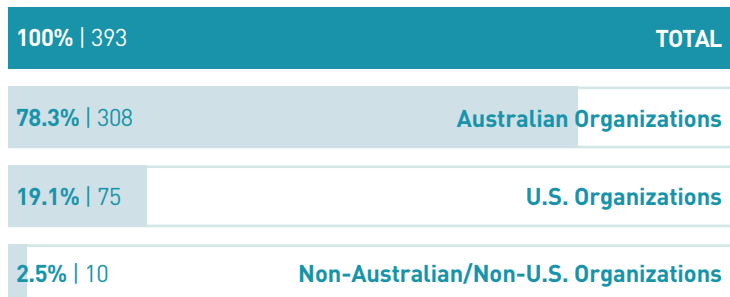 100% | 393 TOTAL
78.3% | 308 Australian Organizations
19.1% | 75 U.S. Organizations
2.5% | 10 Non-Australian/Non-U.S. Organizations